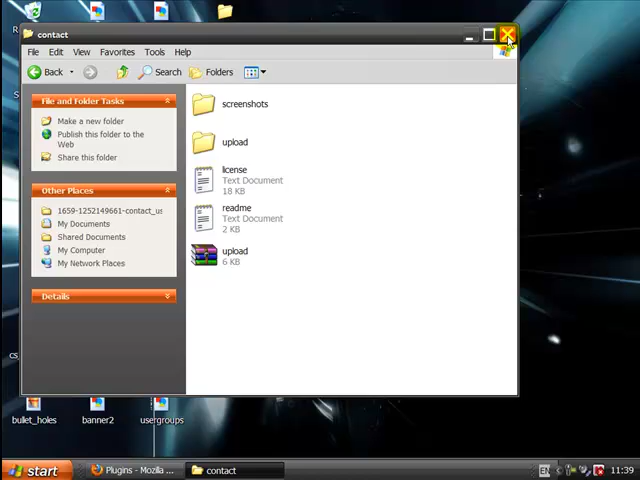 contact
File Edit View Favorites Tools Help
Back Search Folders
File and Folder Tasks
Make a new folder
Publish this folder to the
Web
Share this folder
Other Places
1659-1252149661-contact_us
My Documents
Shared Documents
My Computer
My Network Places
Details
screenshots
upload
license
Text Document
18 KB
readme
Text Document
2 KB
upload
6 KB
bullet_holes banner2 usergroups
start Plugins - Mozilla ... contact EN 11:39